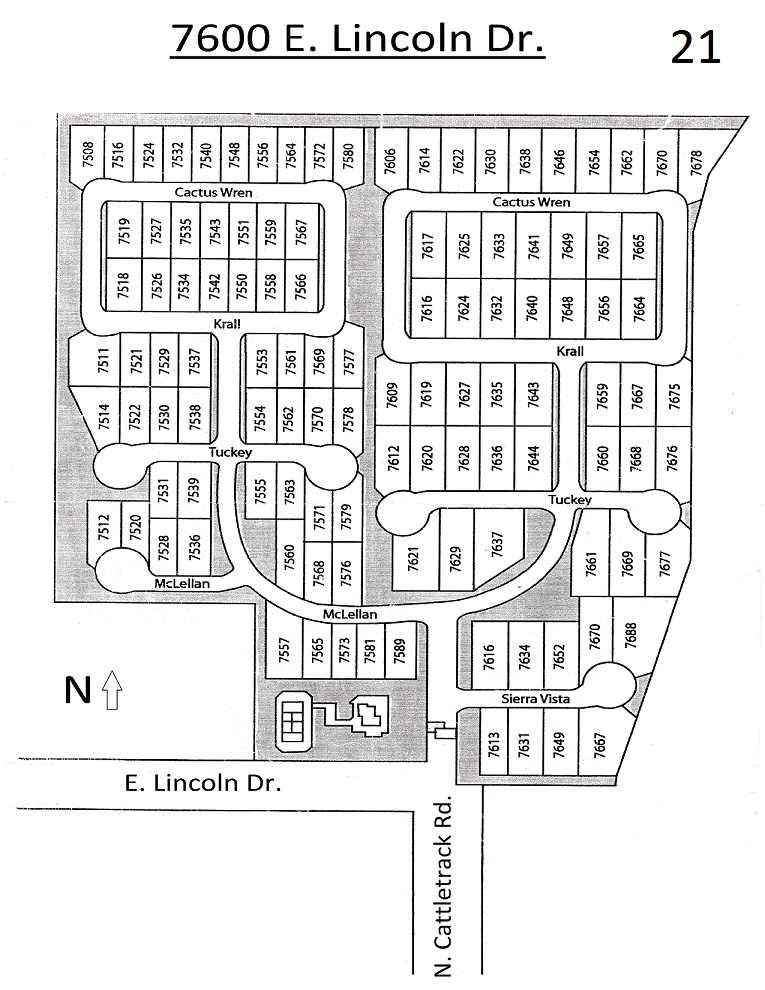 7600 E. Lincoln Dr.
21
7508 7516 7524 7532 7540 7548 7556 7564 7572 7580
7606 7614 7622 7630 7638 7646 7654 7662 7670 7678
Cactus Wren
Cactus Wren
7519 7527 7535 7543 7551 7559 7567
7617 7625 7633 7641 7649 7657 7665
7518 7526 7534 7542 7550 7558 7566
7616 7624 7632 7640 7648 7656 7664
Krall
Krall
7511 7521 7529 7537
7553 7561 7569 7577
7609 7619 7627 7635 7643
7659 7667 7675
7514 7522 7530 7538
7554 7562 7570 7578
7612 7620 7628 7636 7644
7660 7668 7676
Tuckey
Tuckey
7531 7539
7555 7563
7571 7579
7512 7520
7528 7536
7560 7568 7576
7621 7629 7637
7661 7669 7677
McLellan
McLellan
7557 7565 7573 7581 7589
7616 7634 7652
7670 7688
N
Sierra Vista
7613 7631 7649 7667
E. Lincoln Dr.
N. Cattletrack Rd.